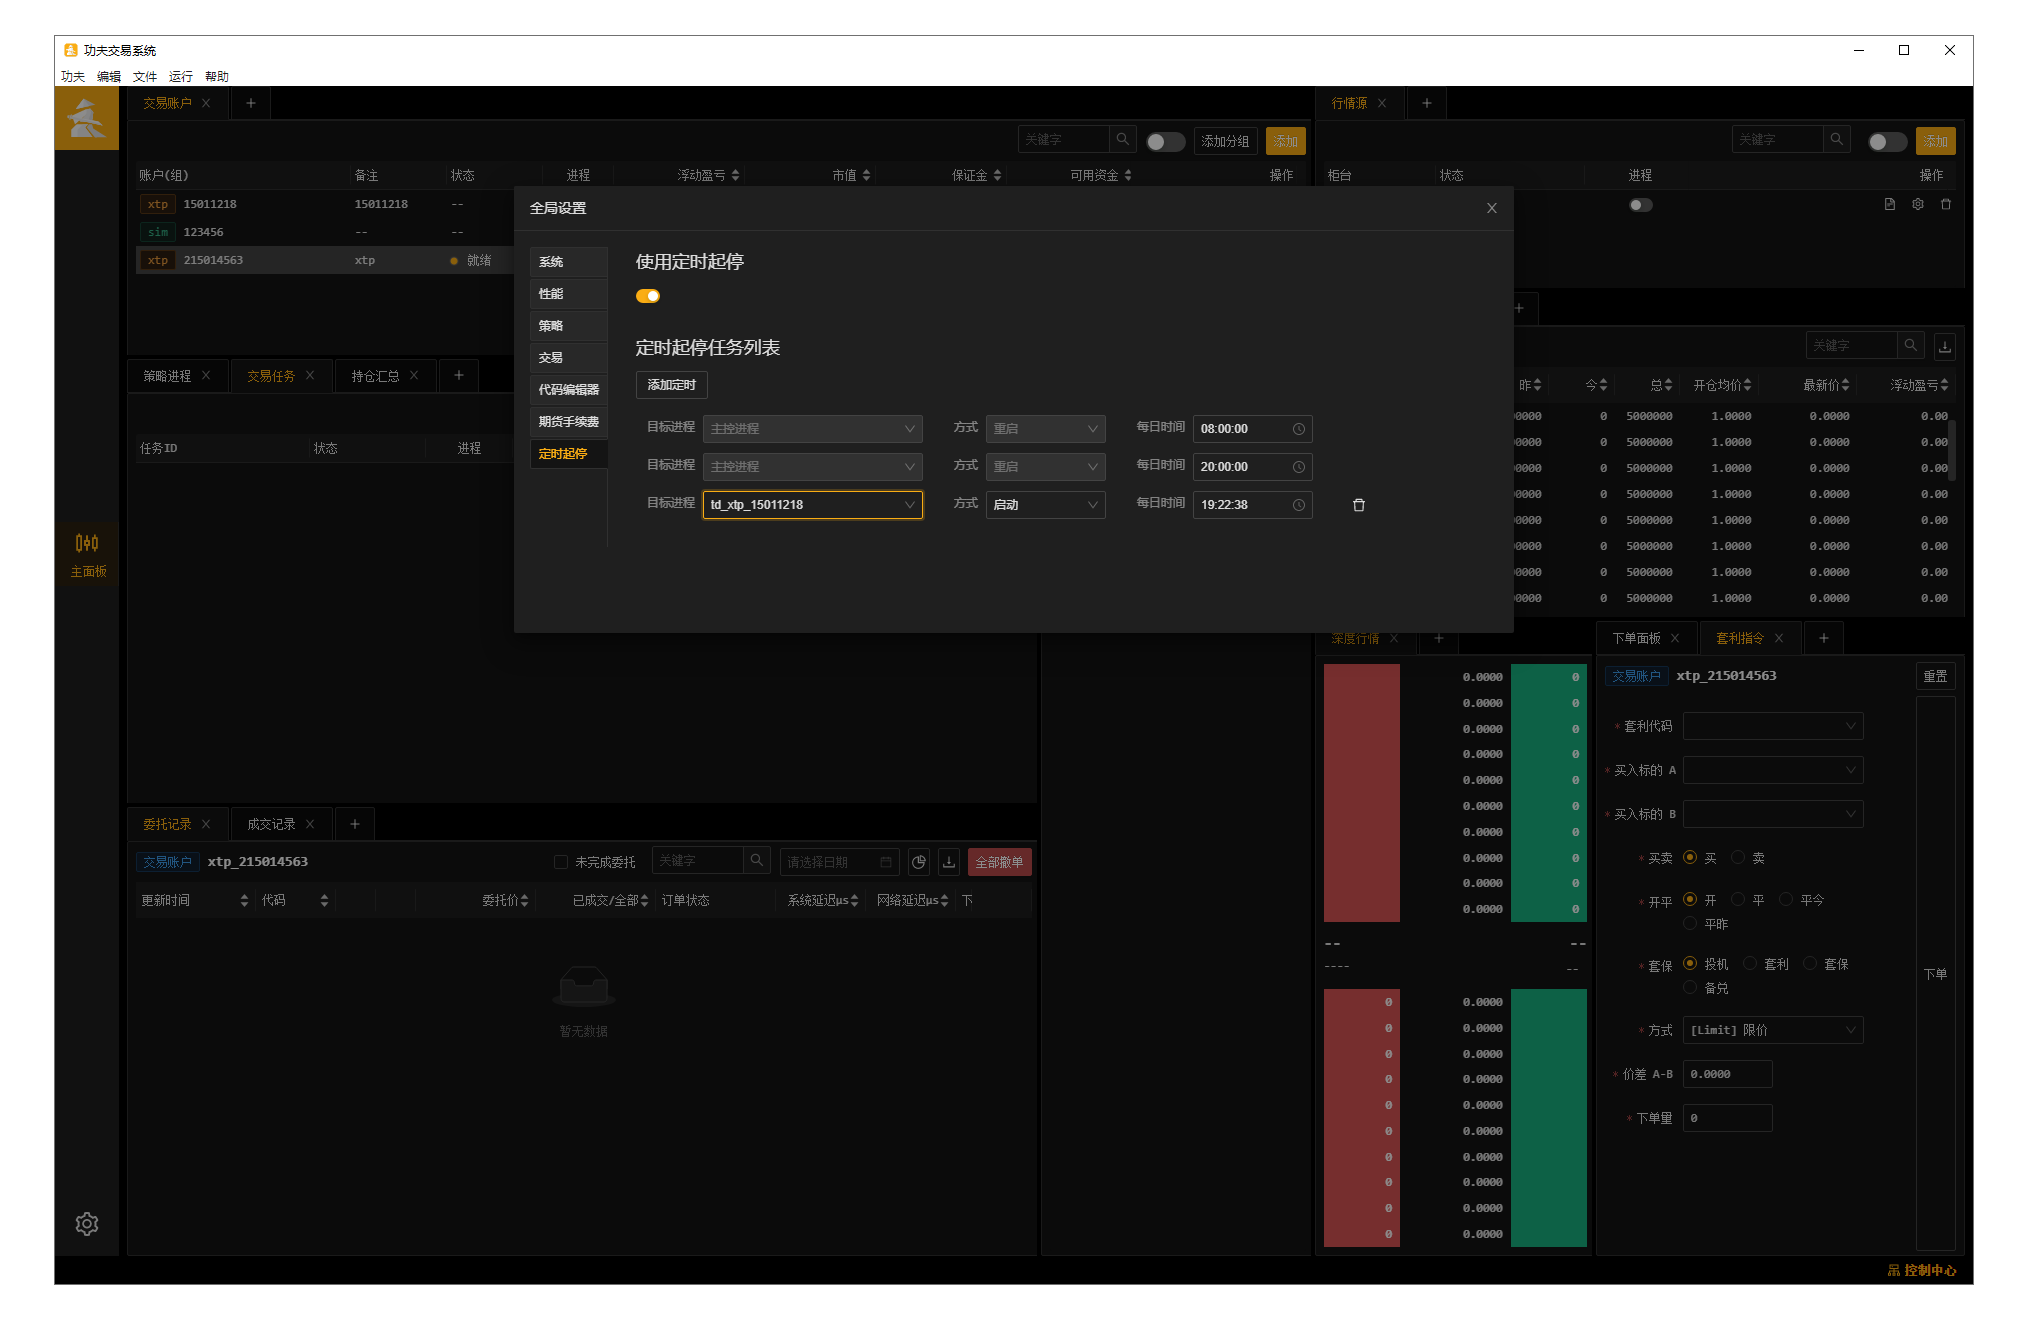 功夫交易系统
功夫 编辑 文件 运行 帮助
交易账户
行情源
关键字 添加分组 添加
关键字 添加
账户(组) 备注 状态 进程 浮动盈亏 市值 保证金 可用资金 操作
柜台 状态 进程 操作
xtp 15011218 15011218 --
sim 123456 -- --
xtp 215014563 xtp 就绪
全局设置
系统
性能
策略
交易
代码编辑器
期货手续费
定时起停
使用定时起停
定时起停任务列表
添加定时
目标进程 主控进程 方式 重启 每日时间 08:00:00
目标进程 主控进程 方式 重启 每日时间 20:00:00
目标进程 td_xtp_15011218 方式 启动 每日时间 19:22:38
关键字
昨 今 总 开仓均价 最新价 浮动盈亏
0000 0 5000000 1.0000 0.0000 0.00
0000 0 5000000 1.0000 0.0000 0.00
0000 0 5000000 1.0000 0.0000 0.00
0000 0 5000000 1.0000 0.0000 0.00
0000 0 5000000 1.0000 0.0000 0.00
0000 0 5000000 1.0000 0.0000 0.00
0000 0 5000000 1.0000 0.0000 0.00
0000 0 5000000 1.0000 0.0000 0.00
策略进程 交易任务 持仓汇总
任务ID 状态 进程
主面板
委托记录 成交记录
交易账户 xtp_215014563 未完成委托 关键字 请选择日期 全部撤单
更新时间 代码 委托价 已成交/全部 订单状态 系统延迟μs 网络延迟μs 下
暂无数据
深度行情
0.0000 0
0.0000 0
0.0000 0
0.0000 0
0.0000 0
0.0000 0
0.0000 0
0.0000 0
0.0000 0
0.0000 0
-- --
---- --
0 0.0000
0 0.0000
0 0.0000
0 0.0000
0 0.0000
0 0.0000
0 0.0000
0 0.0000
0 0.0000
0 0.0000
下单面板 套利指令
交易账户 xtp_215014563 重置
* 套利代码
* 买入标的 A
* 买入标的 B
* 买卖 买 卖
* 开平 开 平 平今
平昨
* 套保 投机 套利 套保
备兑
* 方式 [Limit] 限价
* 价差 A-B 0.0000
* 下单量 0
下单
控制中心